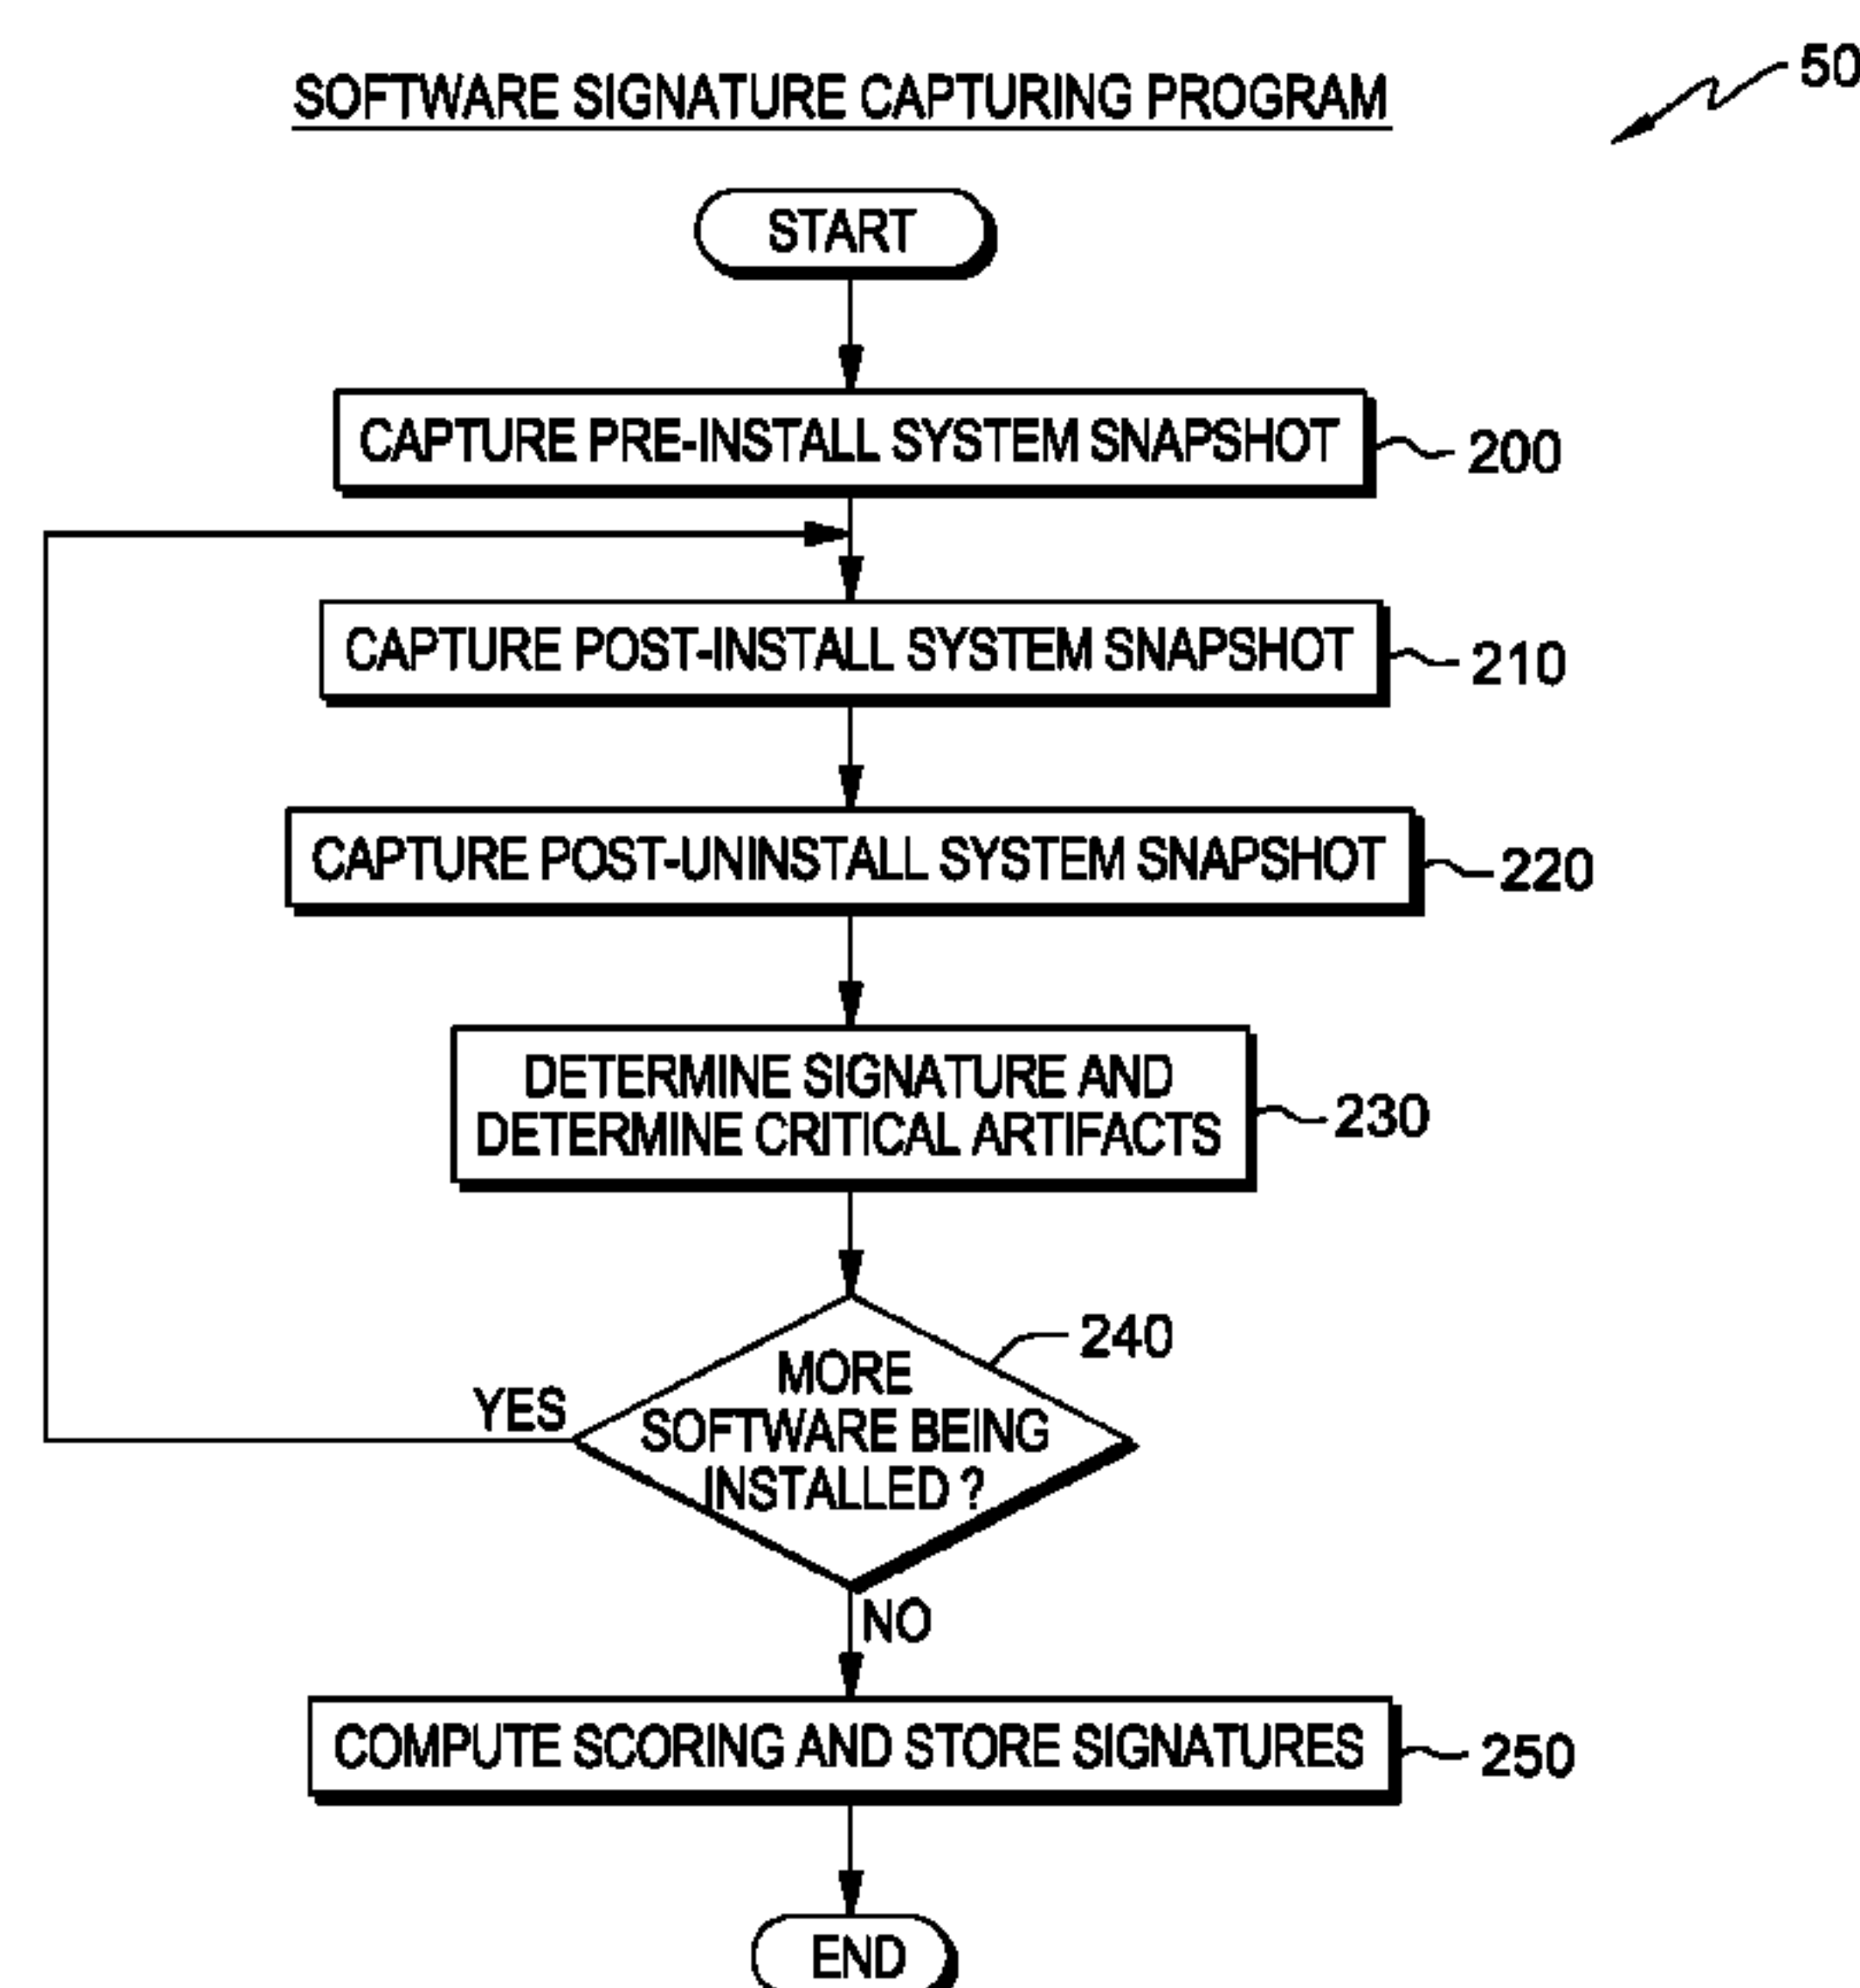 SOFTWARE SIGNATURE CAPTURING PROGRAM
50
START
CAPTURE PRE-INSTALL SYSTEM SNAPSHOT
200
CAPTURE POST-INSTALL SYSTEM SNAPSHOT
210
CAPTURE POST-UNINSTALL SYSTEM SNAPSHOT
220
DETERMINE SIGNATURE AND
DETERMINE CRITICAL ARTIFACTS
230
240
MORE
SOFTWARE BEING
INSTALLED ?
YES
NO
COMPUTE SCORING AND STORE SIGNATURES
250
END